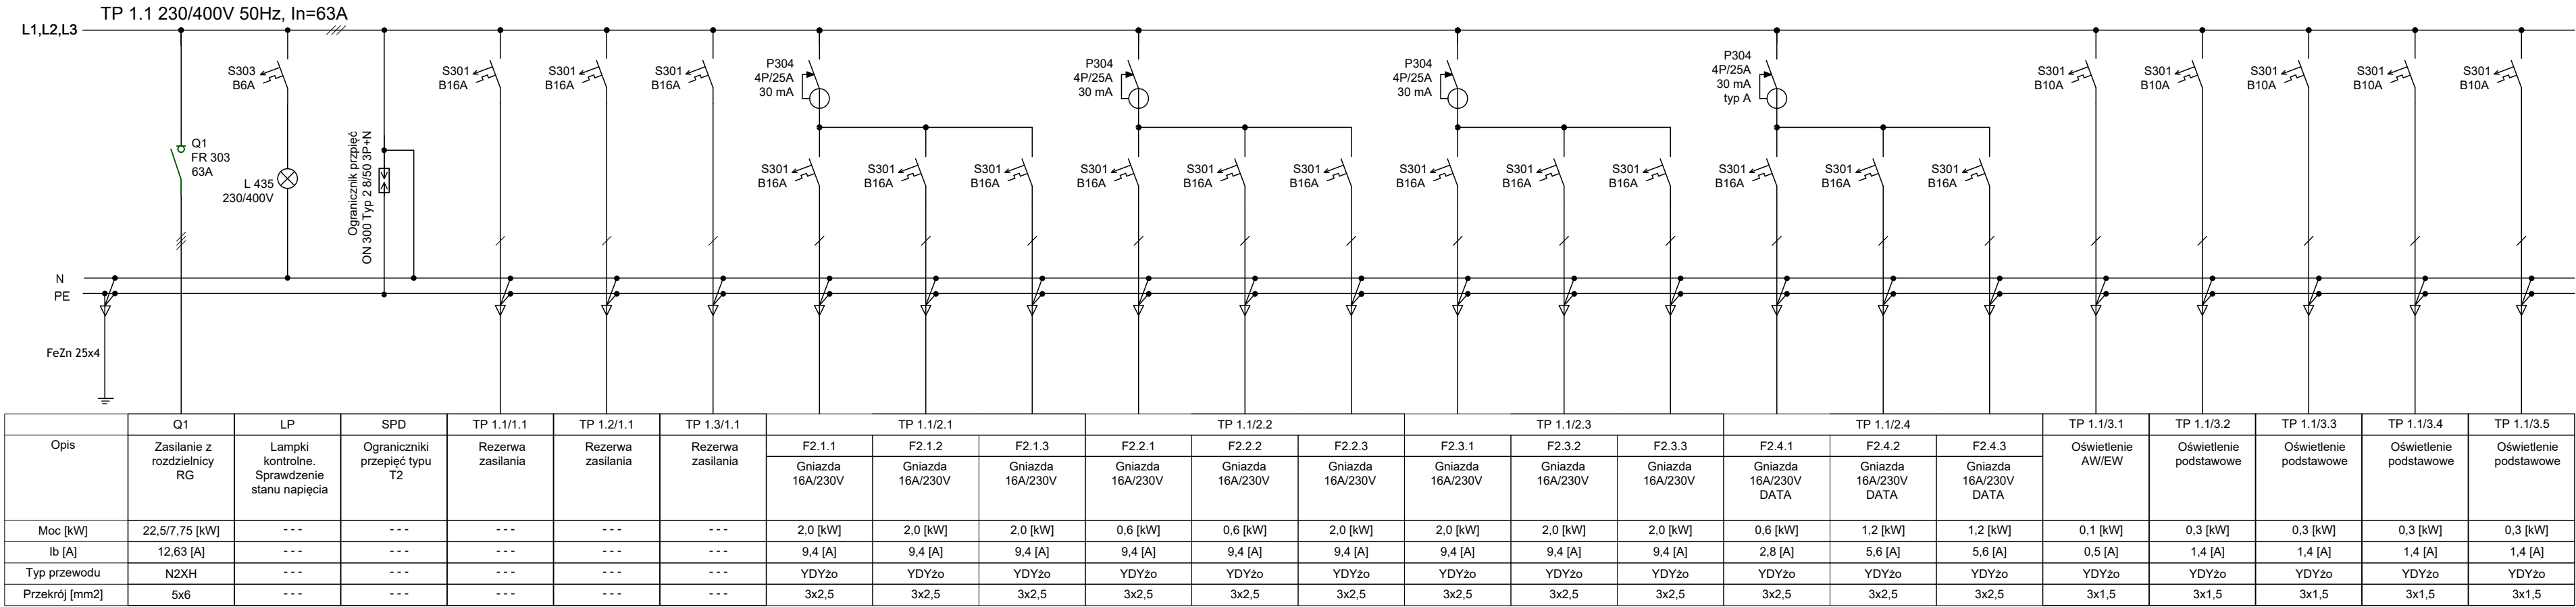 TP 1.1 230/400V 50Hz, In=63A
L1,L2,L3
S303
B6A
S301
B16A
S301
B16A
S301
B16A
P304
4P/25A
30 mA
P304
4P/25A
30 mA
P304
4P/25A
30 mA
P304
4P/25A
30 mA
typ A
S301
B10A
S301
B10A
S301
B10A
S301
B10A
S301
B10A
Q1
FR 303
63A
L 435
230/400V
Ogranicznik przpięć
ON 300 Typ 2 8/50 3P+N
S301
B16A
S301
B16A
S301
B16A
S301
B16A
S301
B16A
S301
B16A
S301
B16A
S301
B16A
S301
B16A
S301
B16A
S301
B16A
S301
B16A
N
PE
FeZn 25x4
Q1 LP SPD TP 1.1/1.1 TP 1.2/1.1 TP 1.3/1.1 TP 1.1/2.1 TP 1.1/2.2 TP 1.1/2.3 TP 1.1/2.4 TP 1.1/3.1 TP 1.1/3.2 TP 1.1/3.3 TP 1.1/3.4 TP 1.1/3.5
Opis
Zasilanie z
rozdzielnicy
RG
Lampki
kontrolne.
Sprawdzenie
stanu napięcia
Ograniczniki
przepięć typu
T2
Rezerwa
zasilania
Rezerwa
zasilania
Rezerwa
zasilania
F2.1.1
Gniazda
16A/230V
F2.1.2
Gniazda
16A/230V
F2.1.3
Gniazda
16A/230V
F2.2.1
Gniazda
16A/230V
F2.2.2
Gniazda
16A/230V
F2.2.3
Gniazda
16A/230V
F2.3.1
Gniazda
16A/230V
F2.3.2
Gniazda
16A/230V
F2.3.3
Gniazda
16A/230V
F2.4.1
Gniazda
16A/230V
DATA
F2.4.2
Gniazda
16A/230V
DATA
F2.4.3
Gniazda
16A/230V
DATA
Oświetlenie
AW/EW
Oświetlenie
podstawowe
Oświetlenie
podstawowe
Oświetlenie
podstawowe
Oświetlenie
podstawowe
Moc [kW] 22,5/7,75 [kW] --- --- --- --- --- 2,0 [kW] 2,0 [kW] 2,0 [kW] 0,6 [kW] 0,6 [kW] 2,0 [kW] 2,0 [kW] 2,0 [kW] 2,0 [kW] 0,6 [kW] 1,2 [kW] 1,2 [kW] 0,1 [kW] 0,3 [kW] 0,3 [kW] 0,3 [kW] 0,3 [kW]
Ib [A] 12,63 [A] --- --- --- --- --- 9,4 [A] 9,4 [A] 9,4 [A] 9,4 [A] 9,4 [A] 9,4 [A] 9,4 [A] 9,4 [A] 9,4 [A] 2,8 [A] 5,6 [A] 5,6 [A] 0,5 [A] 1,4 [A] 1,4 [A] 1,4 [A] 1,4 [A]
Typ przewodu N2XH --- --- --- --- --- YDYżo YDYżo YDYżo YDYżo YDYżo YDYżo YDYżo YDYżo YDYżo YDYżo YDYżo YDYżo YDYżo YDYżo YDYżo YDYżo YDYżo
Przekrój [mm2] 5x6 --- --- --- --- --- 3x2,5 3x2,5 3x2,5 3x2,5 3x2,5 3x2,5 3x2,5 3x2,5 3x2,5 3x2,5 3x2,5 3x2,5 3x1,5 3x1,5 3x1,5 3x1,5 3x1,5